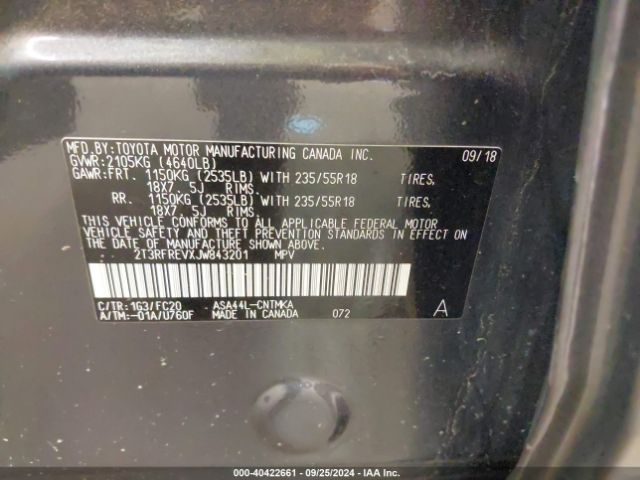 MFD.BY:TOYOTA MOTOR MANUFACTURING CANADA INC. 09/18
GVWR:2105KG (4640LB)
GAWR:FRT. 1150KG (2535LB) WITH 235/55R18 TIRES,
18X7. 5J RIMS.
RR. 1150KG (2535LB) WITH 235/55R18 TIRES,
18X7. 5J RIMS.
THIS VEHICLE CONFORMS TO ALL APPLICABLE FEDERAL MOTOR
VEHICLE SAFETY AND THEFT PREVENTION STANDARDS IN EFFECT ON
THE DATE OF MANUFACTURE SHOWN ABOVE.
2T3RFREVXJW843201 MPV
C/TR:1G3/FC20 ASA44L-CNTMKA
A/TM:-01A/U760F MADE IN CANADA 072 A
000-40422661 - 09/25/2024 - IAA Inc.